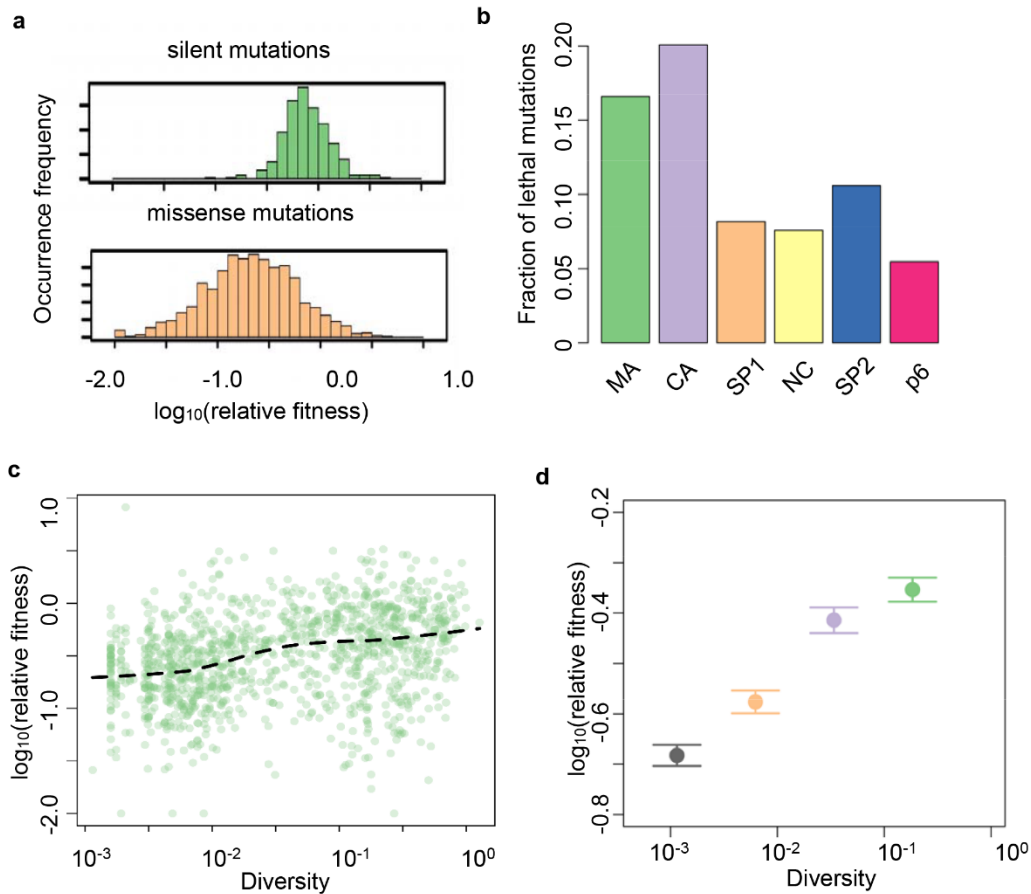 a
silent mutations
missense mutations
Occurrence frequency
-2.0 -1.0 0.0 1.0
log₁₀(relative fitness)
b
Fraction of lethal mutations
0.20
0.15
0.10
0.05
0
MA CA SP1 NC SP2 p6
c
log₁₀(relative fitness)
1.0
0.0
-1.0
-2.0
10⁻³ 10⁻² 10⁻¹ 10⁰
Diversity
d
log₁₀(relative fitness)
-0.2
-0.4
-0.6
-0.8
10⁻³ 10⁻² 10⁻¹ 10⁰
Diversity